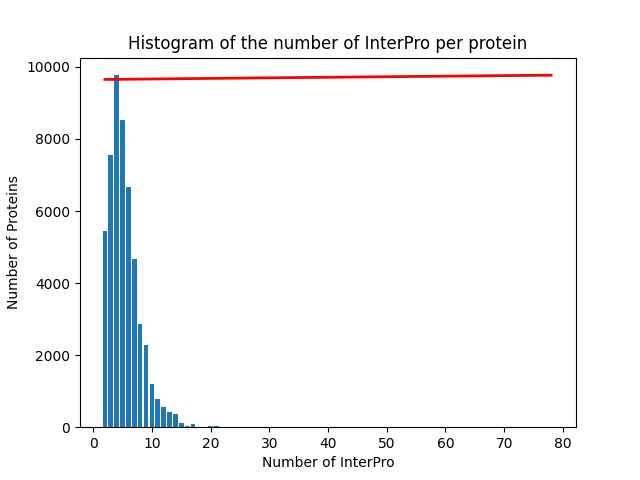 Histogram of the number of InterPro per protein
10000
8000
6000
4000
2000
0
Number of Proteins
0 10 20 30 40 50 60 70 80
Number of InterPro